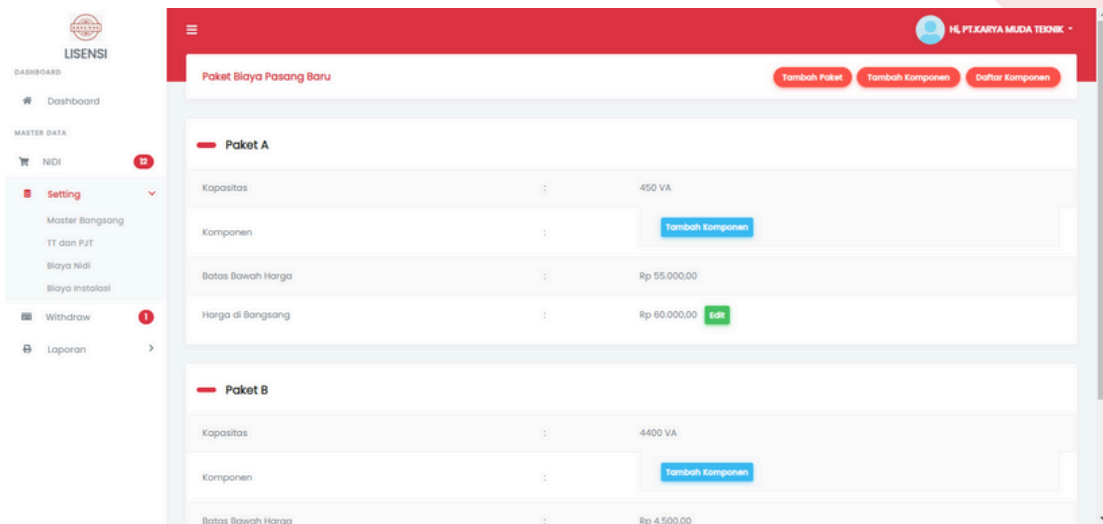 LISENSI
DASHBOARD
Dashboard
MASTER DATA
NIDI 12
Setting
Master Bangsang
TT dan PJT
Biaya Nidi
Biaya Instalasi
Withdraw 1
Laporan
Hi, PT.KARYA MUDA TEKNIK
Paket Biaya Pasang Baru
Tambah Paket Tambah Komponen Daftar Komponen
Paket A
Kapasitas : 450 VA
Komponen : Tambah Komponen
Batas Bawah Harga : Rp 55.000,00
Harga di Bangsang : Rp 60.000,00 Edit
Paket B
Kapasitas : 4400 VA
Komponen : Tambah Komponen
Batas Bawah Harga : Rp 4.500,00